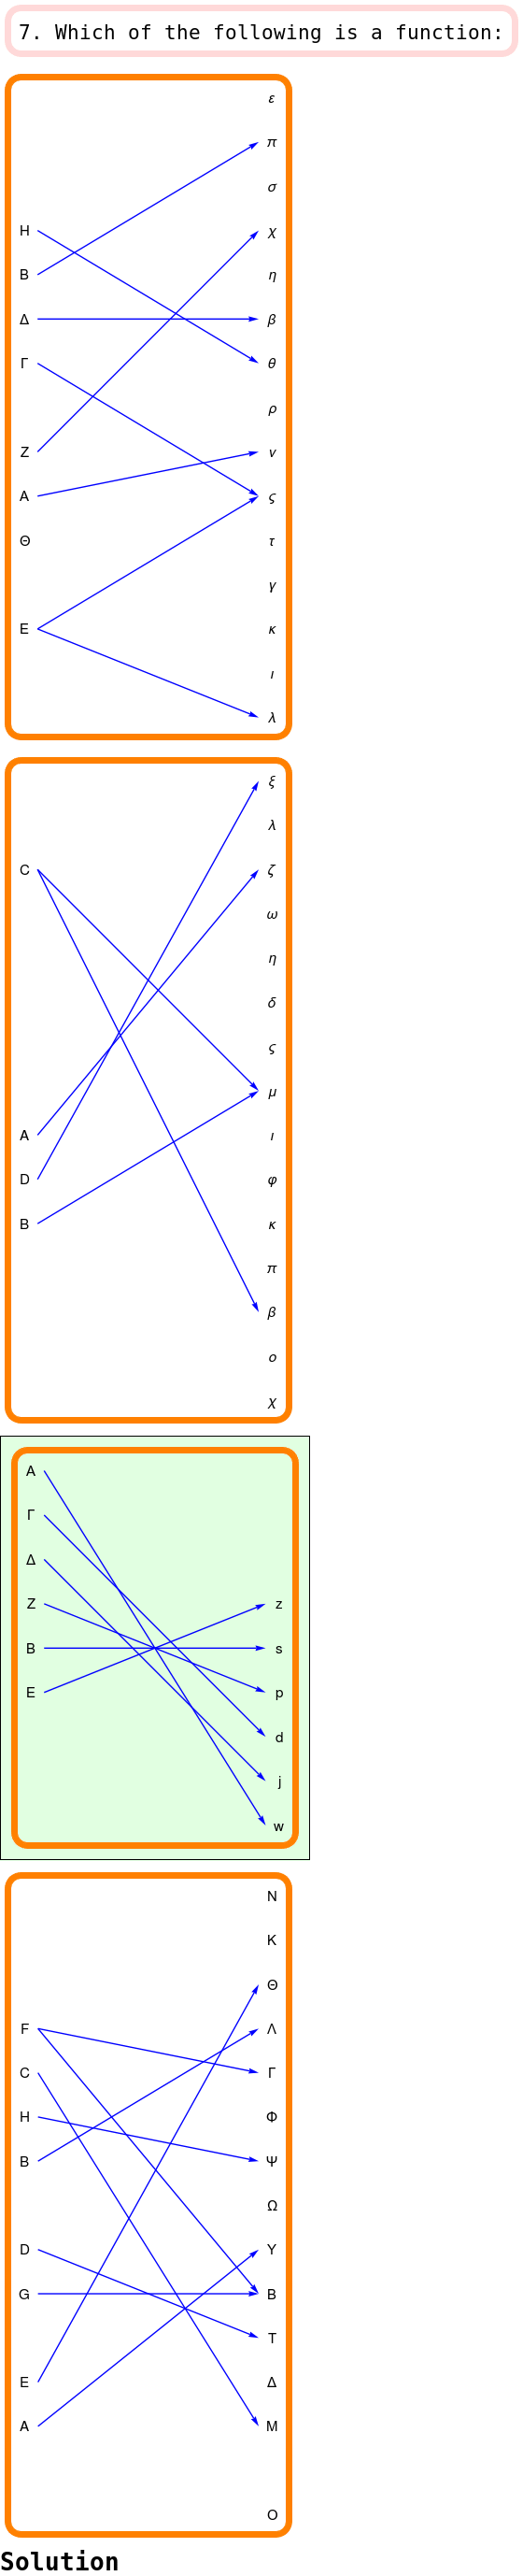 7. Which of the following is a function:
ε
π
σ
Η χ
Β η
Δ β
Γ θ
ρ
Ζ ν
Α ς
Θ τ
γ
Ε κ
ι
λ
ξ
λ
C ζ
ω
η
δ
ς
μ
A ι
D φ
B κ
π
β
ο
χ
Α
Γ
Δ
Ζ z
Β s
Ε p
d
j
w
Ν
Κ
Θ
F Λ
C Γ
H Φ
B Ψ
Ω
D Υ
G Β
Τ
E Δ
A Μ
Ο
Solution